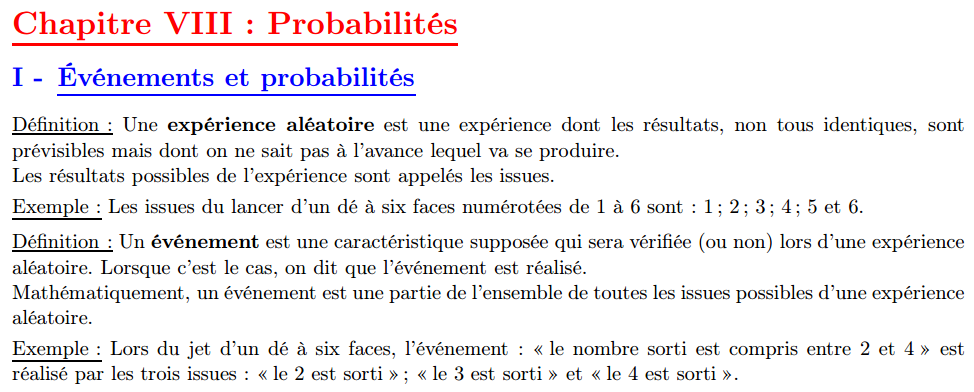 Chapitre VIII : Probabilités
I - Événements et probabilités
Définition : Une expérience aléatoire est une expérience dont les résultats, non tous identiques, sont
prévisibles mais dont on ne sait pas à l'avance lequel va se produire.
Les résultats possibles de l'expérience sont appelés les issues.
Exemple : Les issues du lancer d'un dé à six faces numérotées de 1 à 6 sont : 1 ; 2 ; 3 ; 4 ; 5 et 6.
Définition : Un événement est une caractéristique supposée qui sera vérifiée (ou non) lors d'une expérience
aléatoire. Lorsque c'est le cas, on dit que l'événement est réalisé.
Mathématiquement, un événement est une partie de l'ensemble de toutes les issues possibles d'une expérience
aléatoire.
Exemple : Lors du jet d'un dé à six faces, l'événement : « le nombre sorti est compris entre 2 et 4 » est
réalisé par les trois issues : « le 2 est sorti » ; « le 3 est sorti » et « le 4 est sorti ».